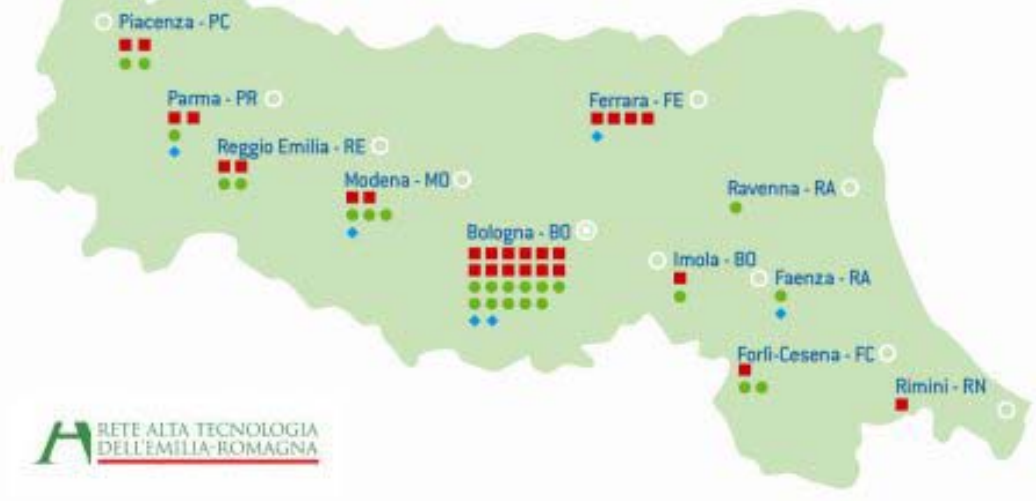 Piacenza - PC
Parma - PR
Ferrara - FE
Reggio Emilia - RE
Modena - MO
Ravenna - RA
Bologna - BO
Imola - BO
Faenza - RA
Forlì-Cesena - FC
Rimini - RN
RETE ALTA TECNOLOGIA
DELL'EMILIA-ROMAGNA